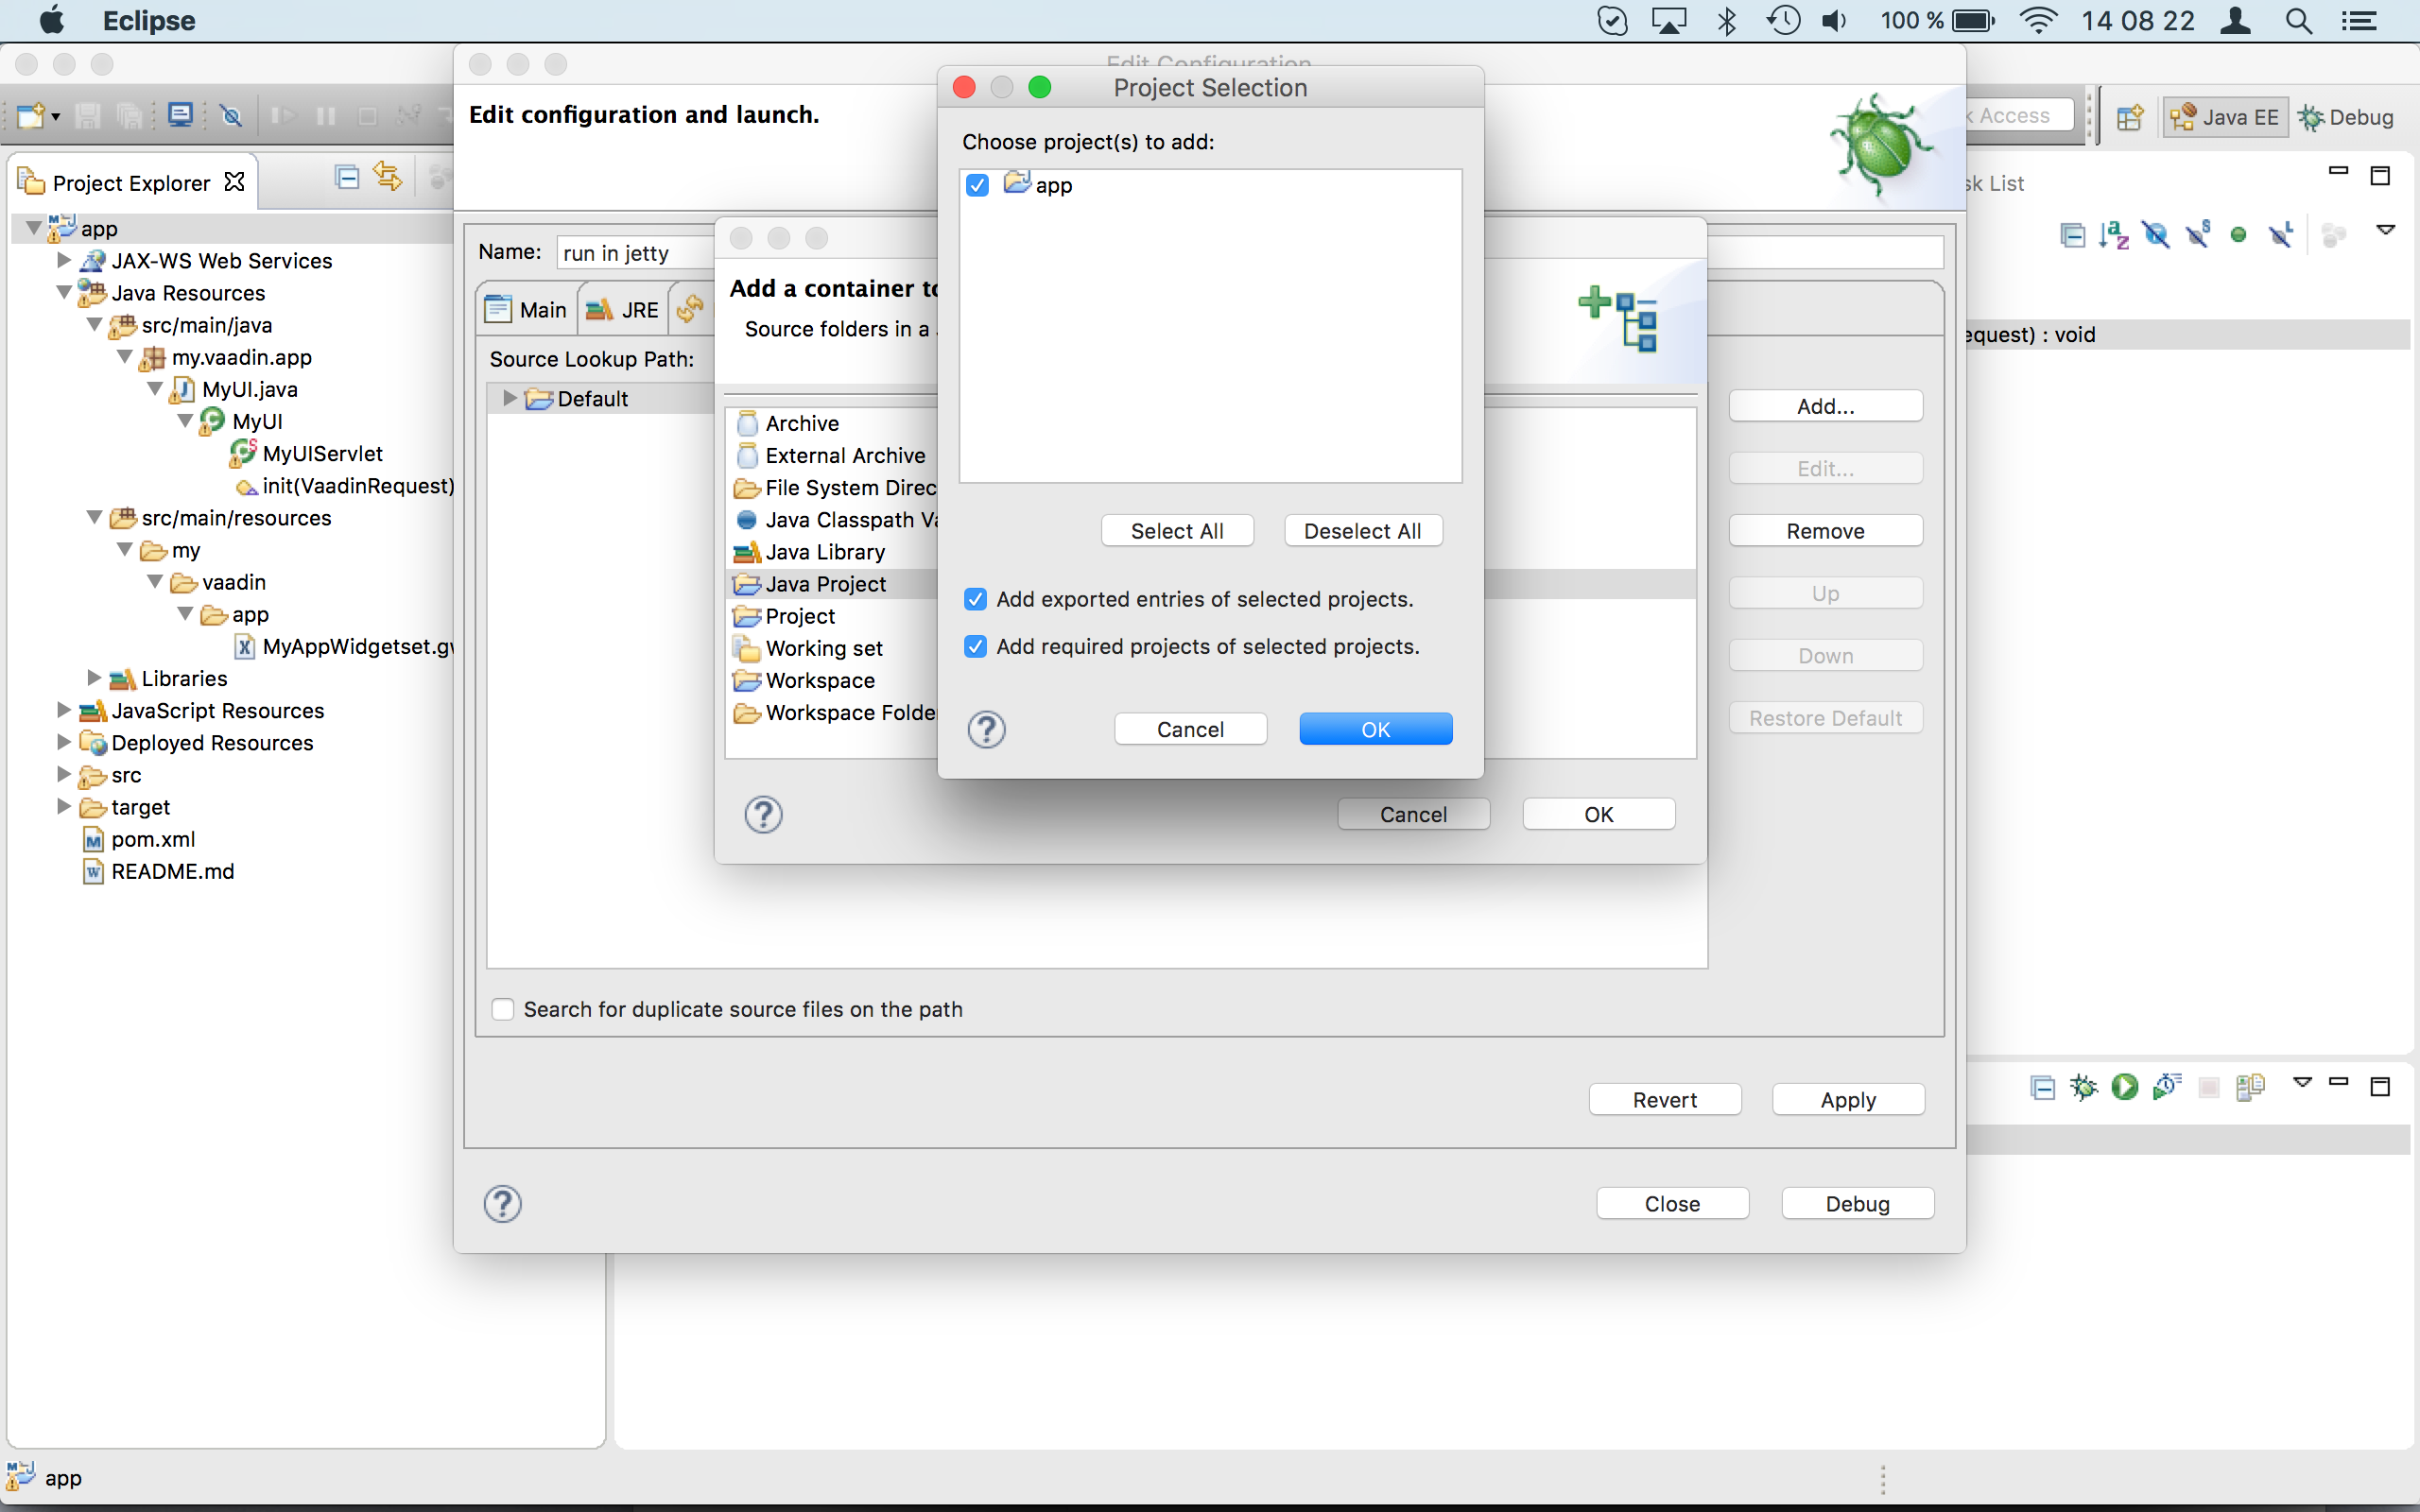 Eclipse
100 %
14 08 22
Edit Configuration
Project Selection
Edit configuration and launch.
Choose project(s) to add:
app
Access
Java EE
Debug
Project Explorer
sk List
app
JAX-WS Web Services
Java Resources
src/main/java
my.vaadin.app
MyUI.java
MyUI
MyUIServlet
init(VaadinRequest)
src/main/resources
my
vaadin
app
MyAppWidgetset.gw
Libraries
JavaScript Resources
Deployed Resources
src
target
pom.xml
README.md
Name:
run in jetty
Main
JRE
Source Lookup Path:
Default
Add a container to
Source folders in a
Archive
External Archive
File System Direc
Java Classpath Va
Java Library
Java Project
Project
Working set
Workspace
Workspace Folde
Select All
Deselect All
Add exported entries of selected projects.
Add required projects of selected projects.
Cancel
OK
Cancel
OK
equest) : void
Add...
Edit...
Remove
Up
Down
Restore Default
Search for duplicate source files on the path
Revert
Apply
Close
Debug
app